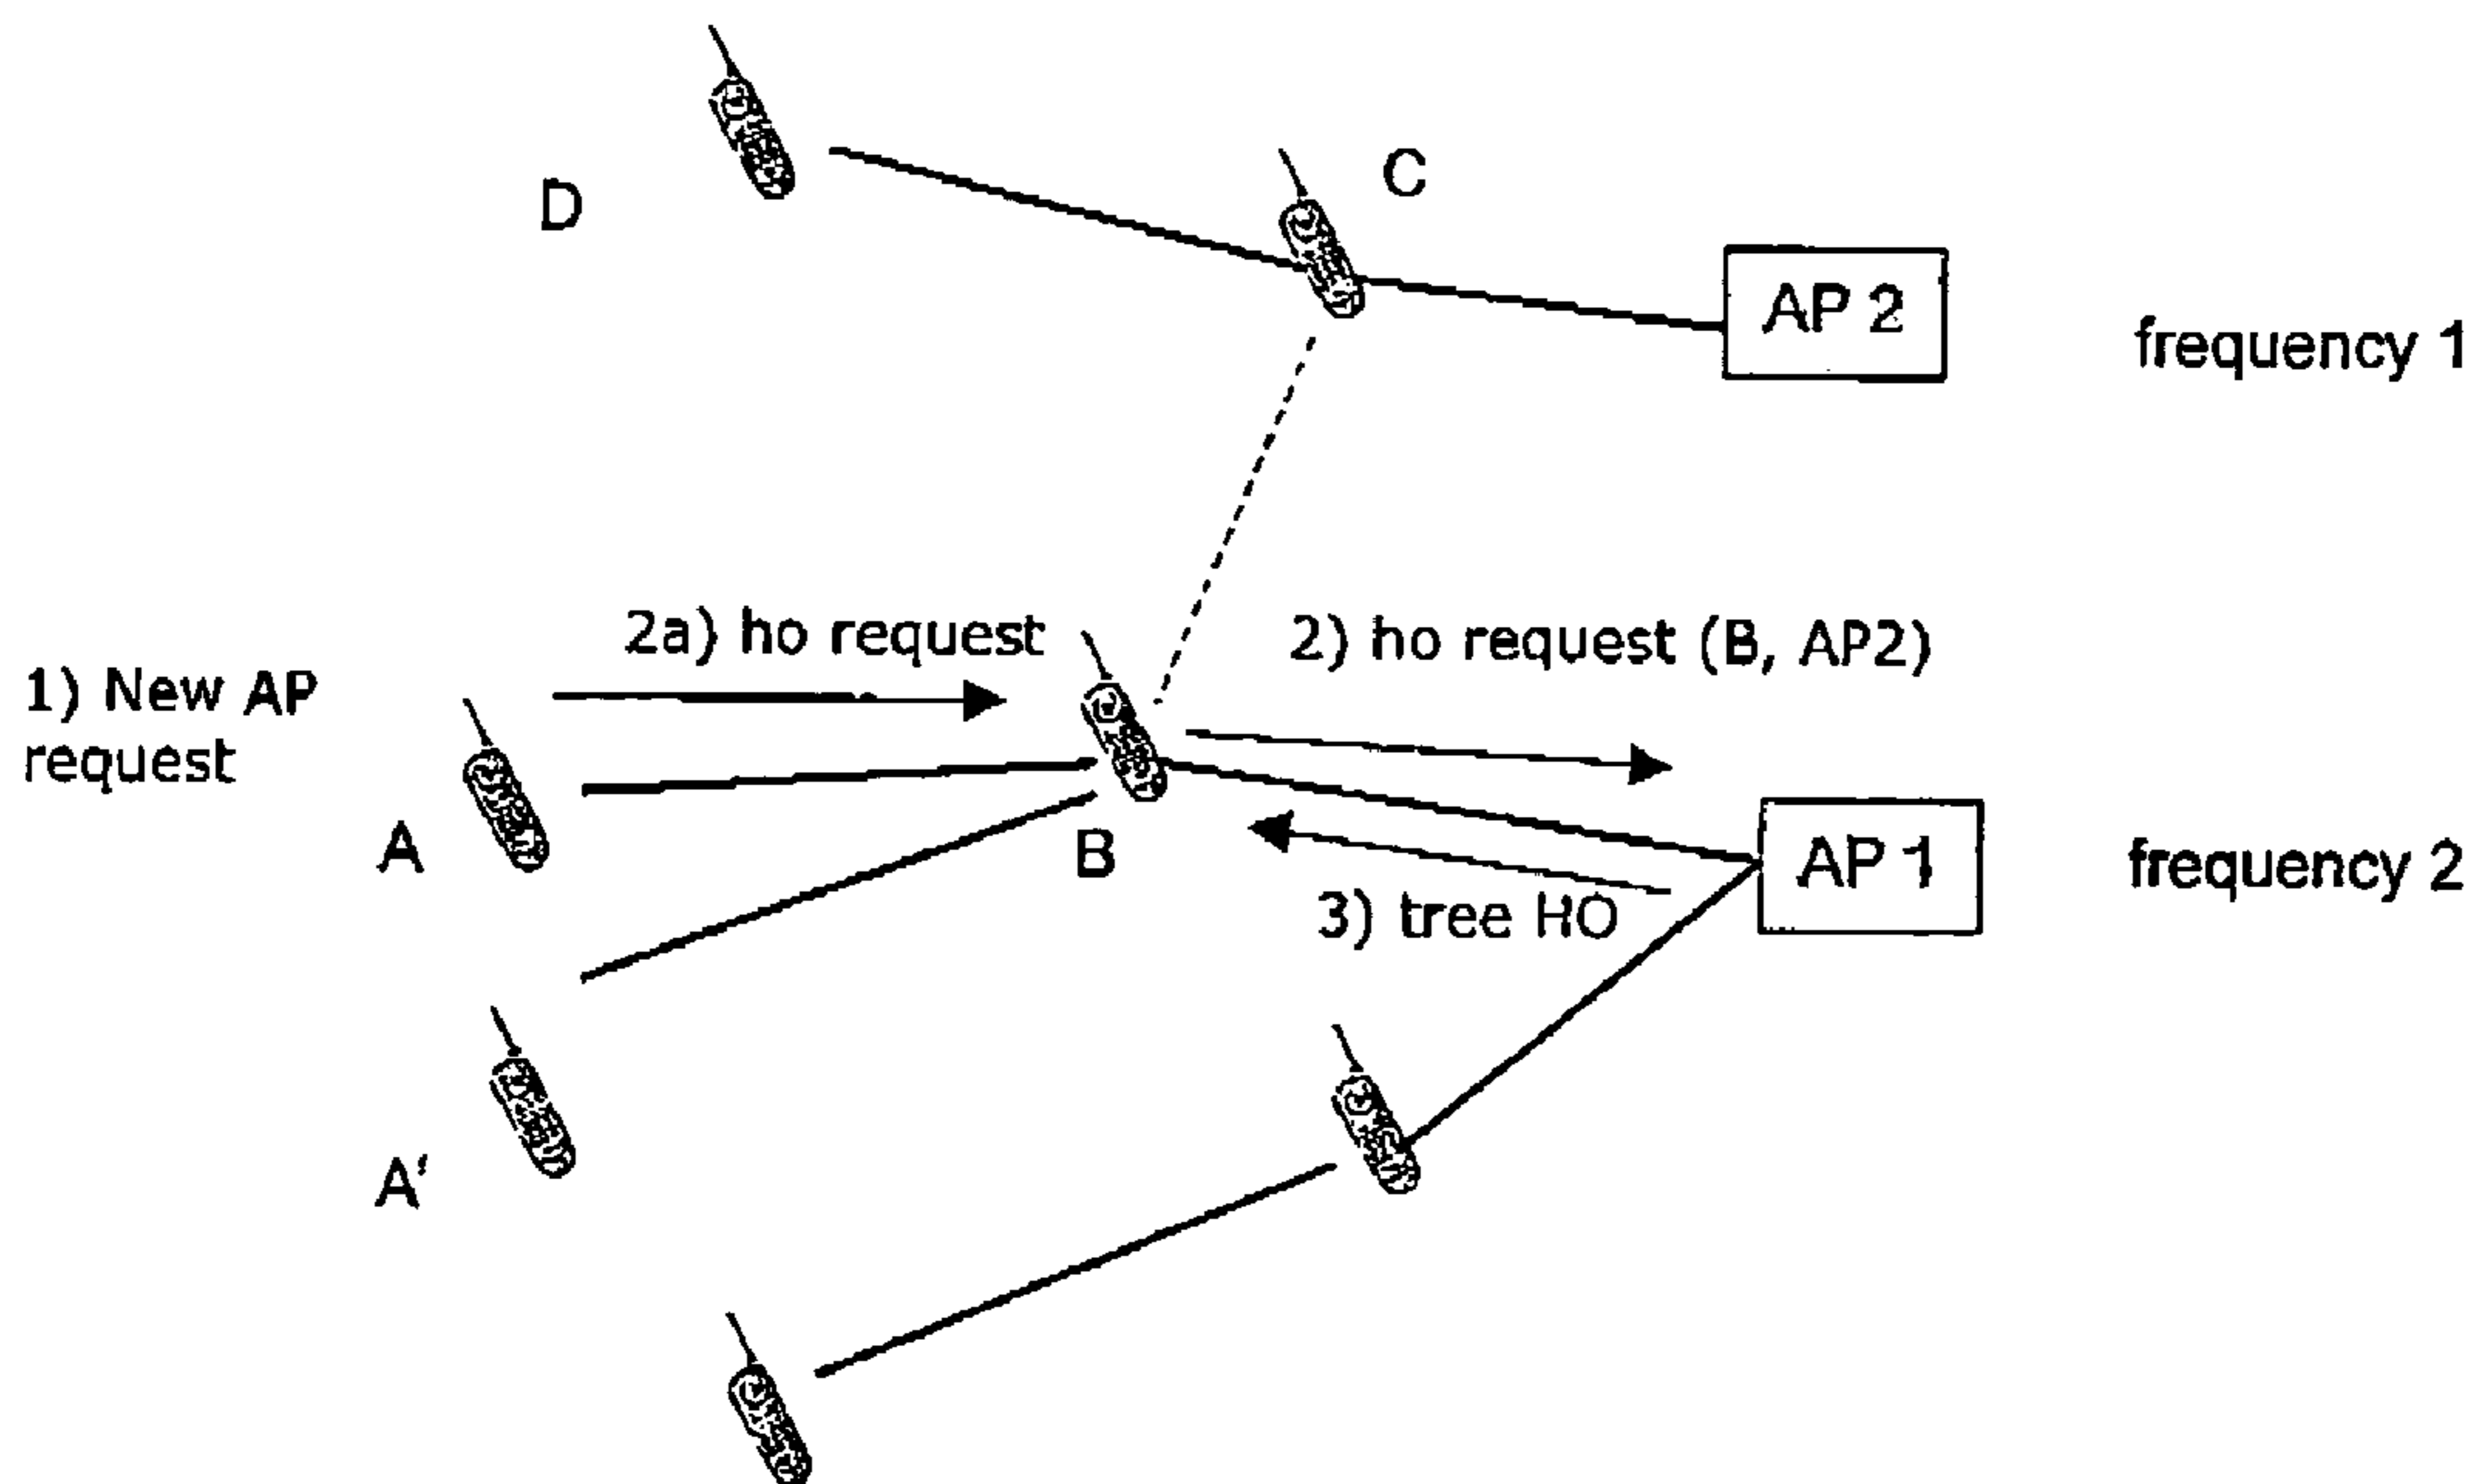 D
C
AP 2
frequency 1
2a) ho request
2) ho request (B, AP2)
1) New AP
request
A
B
AP 1
frequency 2
3) tree HO
A'